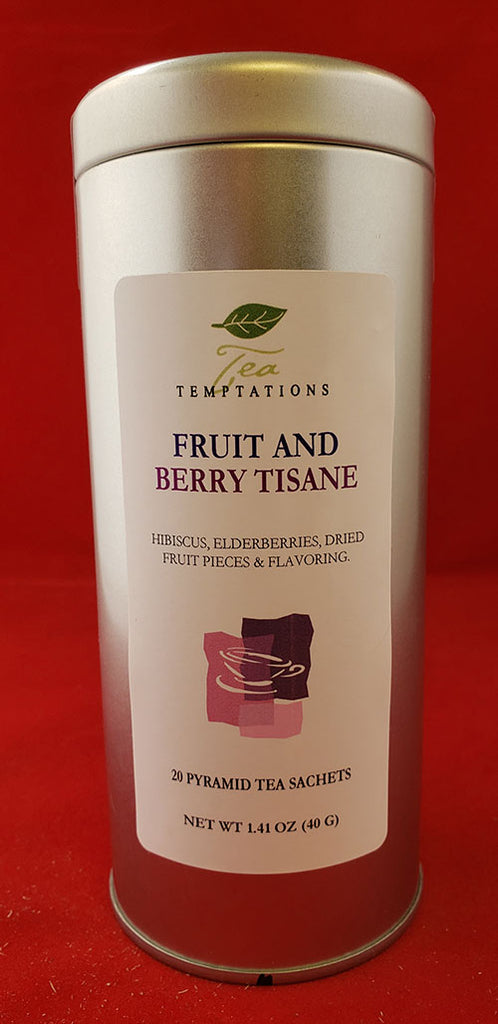 Tea
TEMPTATIONS
FRUIT AND
BERRY TISANE
HIBISCUS, ELDERBERRIES, DRIED
FRUIT PIECES & FLAVORING.
20 PYRAMID TEA SACHETS
NET WT 1.41 OZ (40 G)